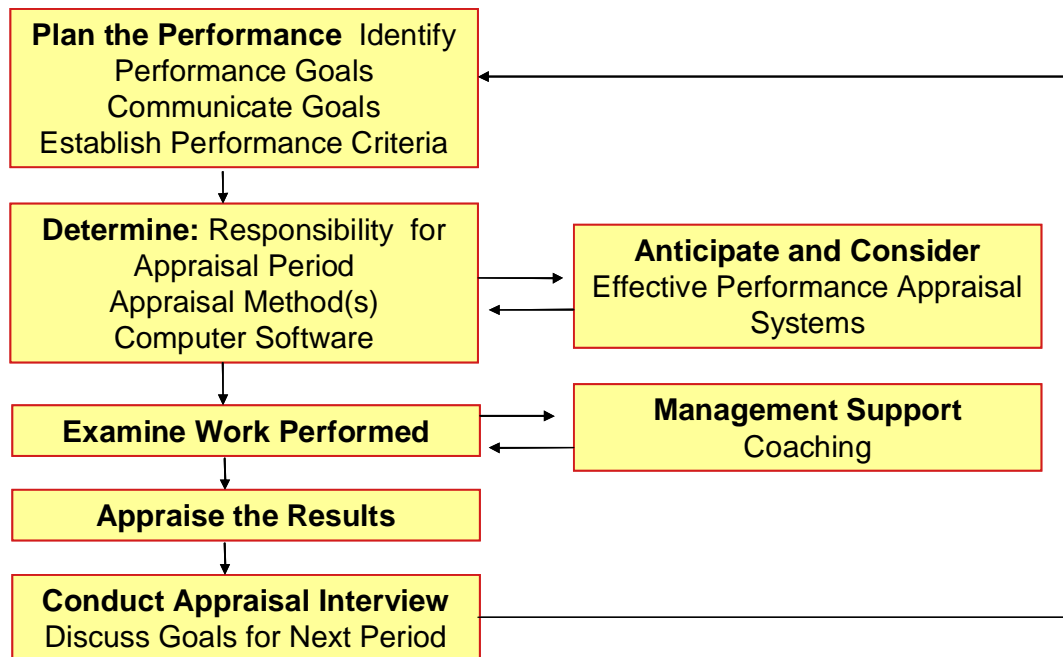 Plan the Performance Identify
Performance Goals
Communicate Goals
Establish Performance Criteria
Determine: Responsibility for
Appraisal Period
Appraisal Method(s)
Computer Software
Anticipate and Consider
Effective Performance Appraisal
Systems
Examine Work Performed
Management Support
Coaching
Appraise the Results
Conduct Appraisal Interview
Discuss Goals for Next Period